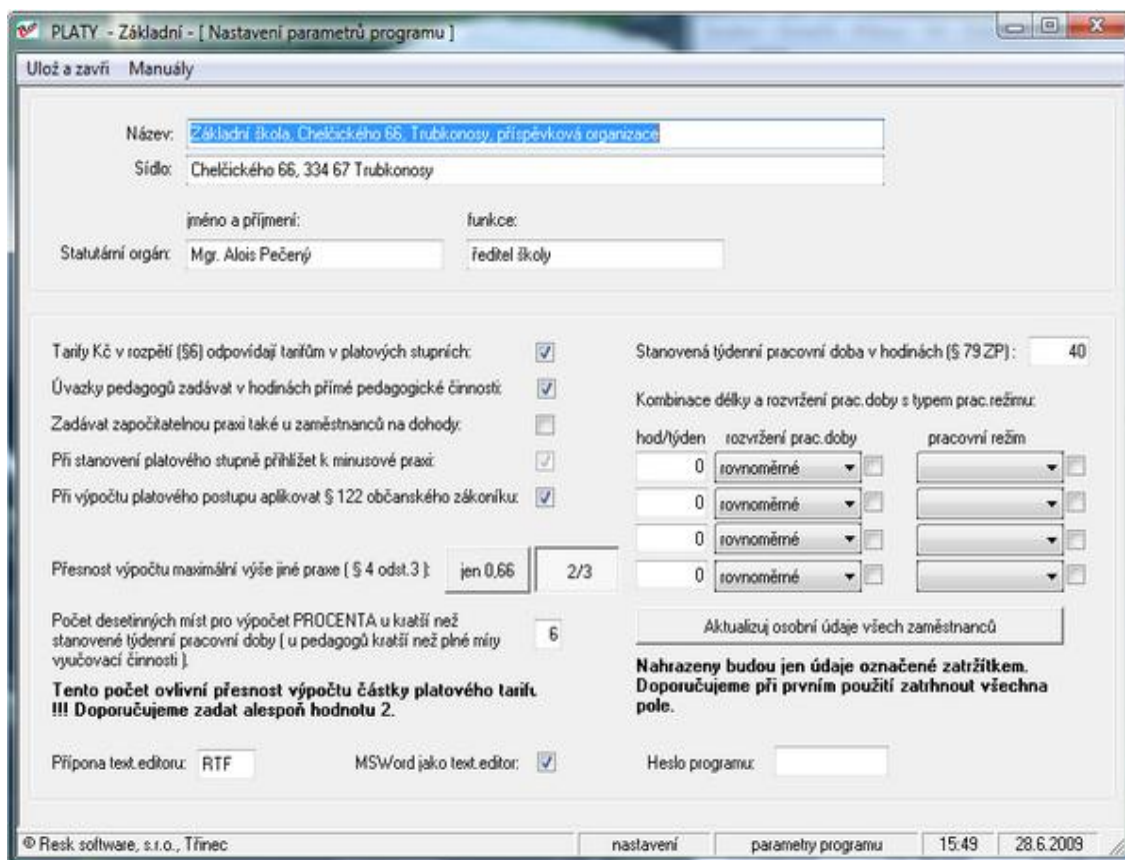 PLATY - Základní - [ Nastavení parametrů programu ]
Ulož a zavři Manuály
Název: Základní škola, Chelčického 66, Trubkonosy, příspěvková organizace
Sídlo: Chelčického 66, 334 67 Trubkonosy
jméno a příjmení: funkce:
Statutární orgán: Mgr. Alois Pečený ředitel školy
Tarify Kč v rozpětí (§6) odpovídají tarifům v platových stupních:
Úvazky pedagogů zadávat v hodinách přímé pedagogické činnosti:
Zadávat započitatelnou praxi také u zaměstnanců na dohody:
Při stanovení platového stupně přihlížet k minusové praxi:
Při výpočtu platového postupu aplikovat § 122 občanského zákoníku:
Přesnost výpočtu maximální výše jiné praxe ( § 4 odst.3 ): jen 0,66 2/3
Počet desetinných míst pro výpočet PROCENTA u kratší než
stanovené týdenní pracovní doby ( u pedagogů kratší než plné míry
vyučovací činnosti ). 6
Tento počet ovlivní přesnost výpočtu částky platového tarifu
!!! Doporučujeme zadat alespoň hodnotu 2.
Přípona text.editoru: RTF MSWord jako text.editor:
Stanovená týdenní pracovní doba v hodinách (§ 79 ZP) : 40
Kombinace délky a rozvržení prac.doby s typem prac.režimu:
hod/týden rozvržení prac.doby pracovní režim
0 rovnoměrné
0 rovnoměrné
0 rovnoměrné
0 rovnoměrné
Aktualizuj osobní údaje všech zaměstnanců
Nahrazeny budou jen údaje označené zatržítkem.
Doporučujeme při prvním použití zatrhnout všechna
pole.
Heslo programu:
© Resk software, s.r.o., Třinec nastavení parametry programu 15:49 28.6.2009